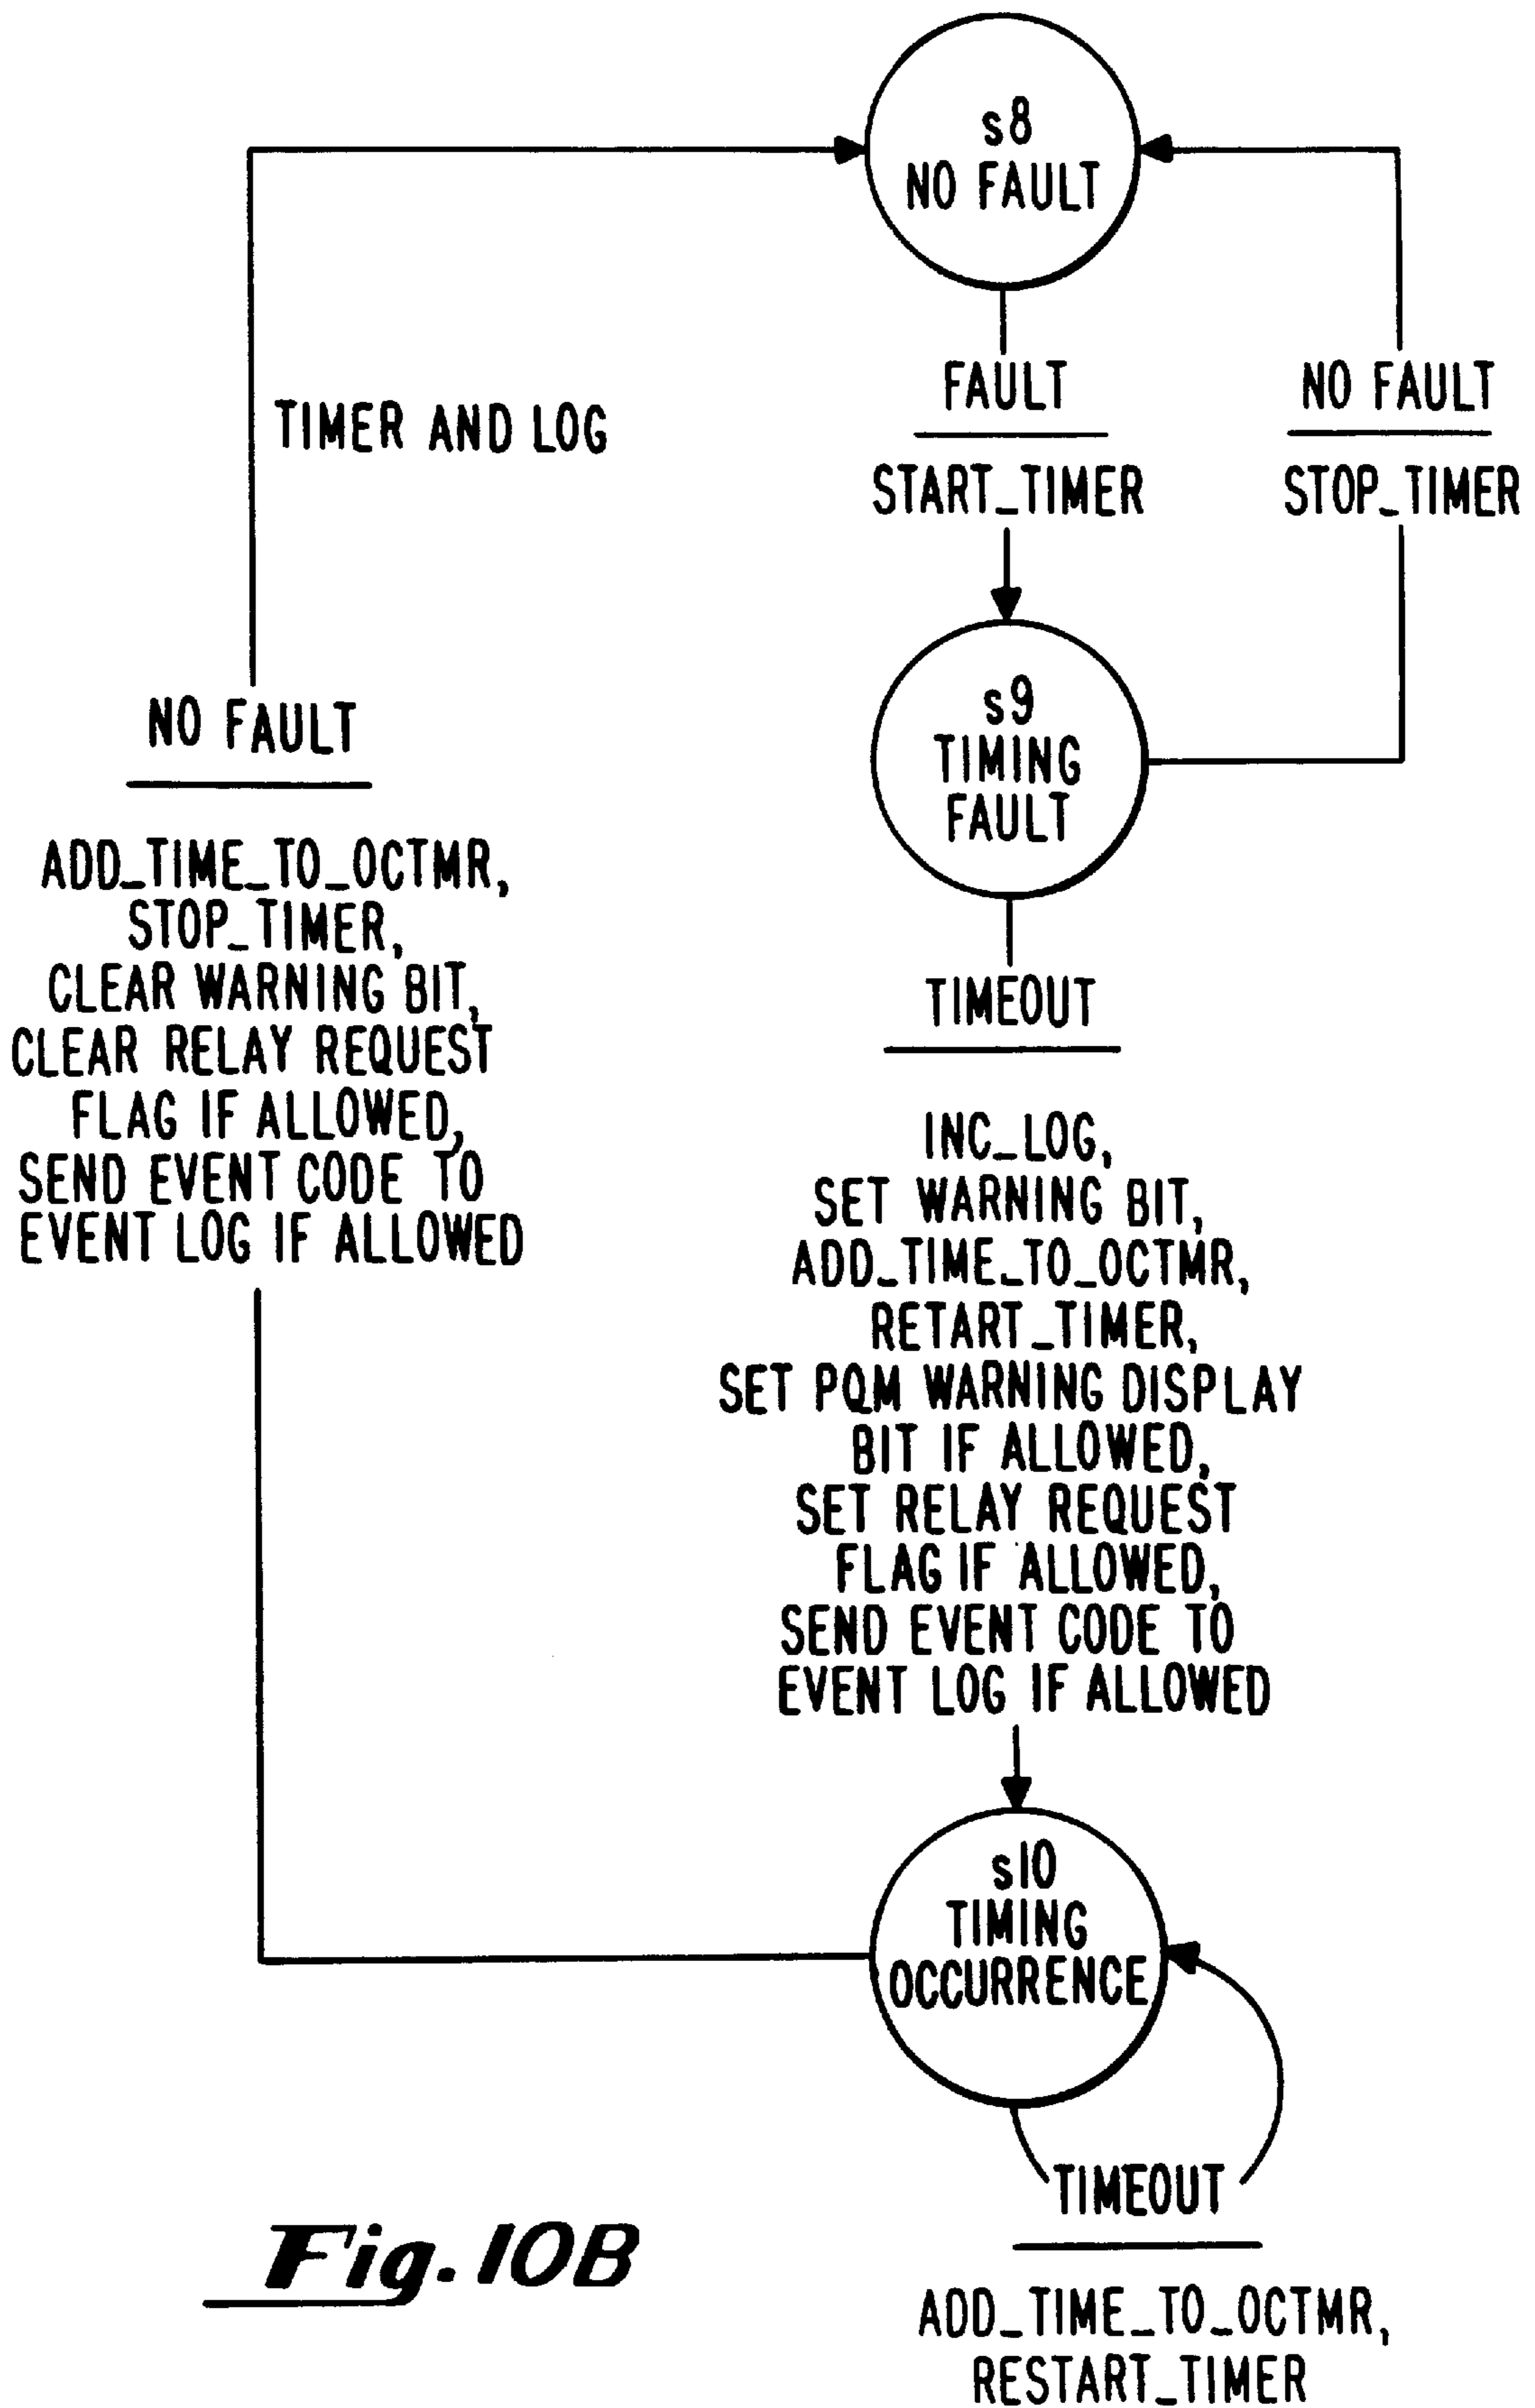 s8
NO FAULT
FAULT
START_TIMER
NO FAULT
STOP_TIMER
TIMER AND LOG
s9
TIMING
FAULT
NO FAULT
ADD_TIME_TO_OCTMR,
STOP_TIMER,
CLEAR WARNING BIT,
CLEAR RELAY REQUEST
FLAG IF ALLOWED,
SEND EVENT CODE TO
EVENT LOG IF ALLOWED
TIMEOUT
INC_LOG,
SET WARNING BIT,
ADD_TIME_TO_OCTMR,
RETART_TIMER,
SET PQM WARNING DISPLAY
BIT IF ALLOWED,
SET RELAY REQUEST
FLAG IF ALLOWED,
SEND EVENT CODE TO
EVENT LOG IF ALLOWED
s10
TIMING
OCCURRENCE
TIMEOUT
ADD_TIME_TO_OCTMR,
RESTART_TIMER
Fig. 10B